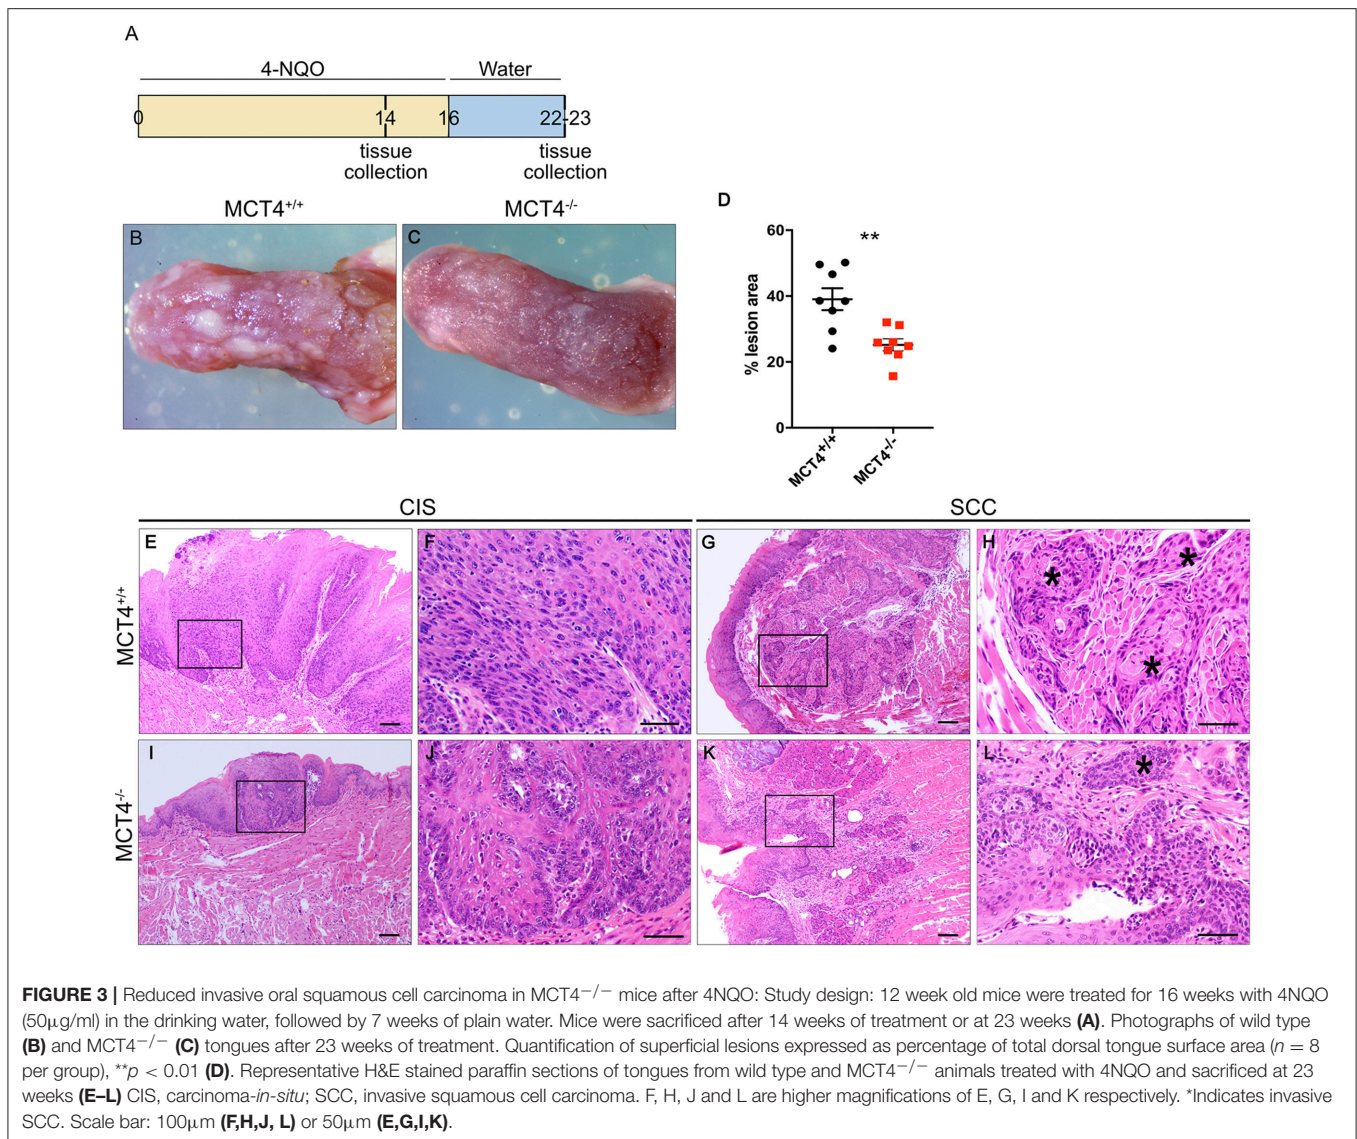 A
4-NQO Water
0 14 16 22-23
tissue collection tissue collection
MCT4+/+ MCT4-/-
B C
D
60
**
40
20
0
% lesion area
MCT4+/+ MCT4-/-
CIS SCC
MCT4+/+
E F G H
* * *
MCT4-/-
I J K L
*
FIGURE 3 | Reduced invasive oral squamous cell carcinoma in MCT4−/− mice after 4NQO: Study design: 12 week old mice were treated for 16 weeks with 4NQO
(50μg/ml) in the drinking water, followed by 7 weeks of plain water. Mice were sacrificed after 14 weeks of treatment or at 23 weeks (A). Photographs of wild type
(B) and MCT4−/− (C) tongues after 23 weeks of treatment. Quantification of superficial lesions expressed as percentage of total dorsal tongue surface area (n = 8
per group), **p < 0.01 (D). Representative H&E stained paraffin sections of tongues from wild type and MCT4−/− animals treated with 4NQO and sacrificed at 23
weeks (E–L) CIS, carcinoma-in-situ; SCC, invasive squamous cell carcinoma. F, H, J and L are higher magnifications of E, G, I and K respectively. *Indicates invasive
SCC. Scale bar: 100μm (F,H,J, L) or 50μm (E,G,I,K).